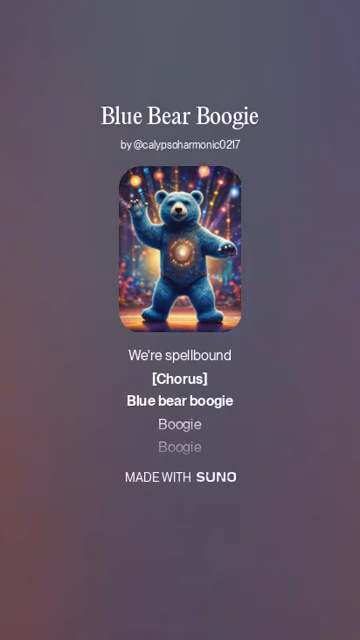 Blue Bear Boogie
by @calypsoharmonic0217
We're spellbound
[Chorus]
Blue bear boogie
Boogie
Boogie
MADE WITH SUNO